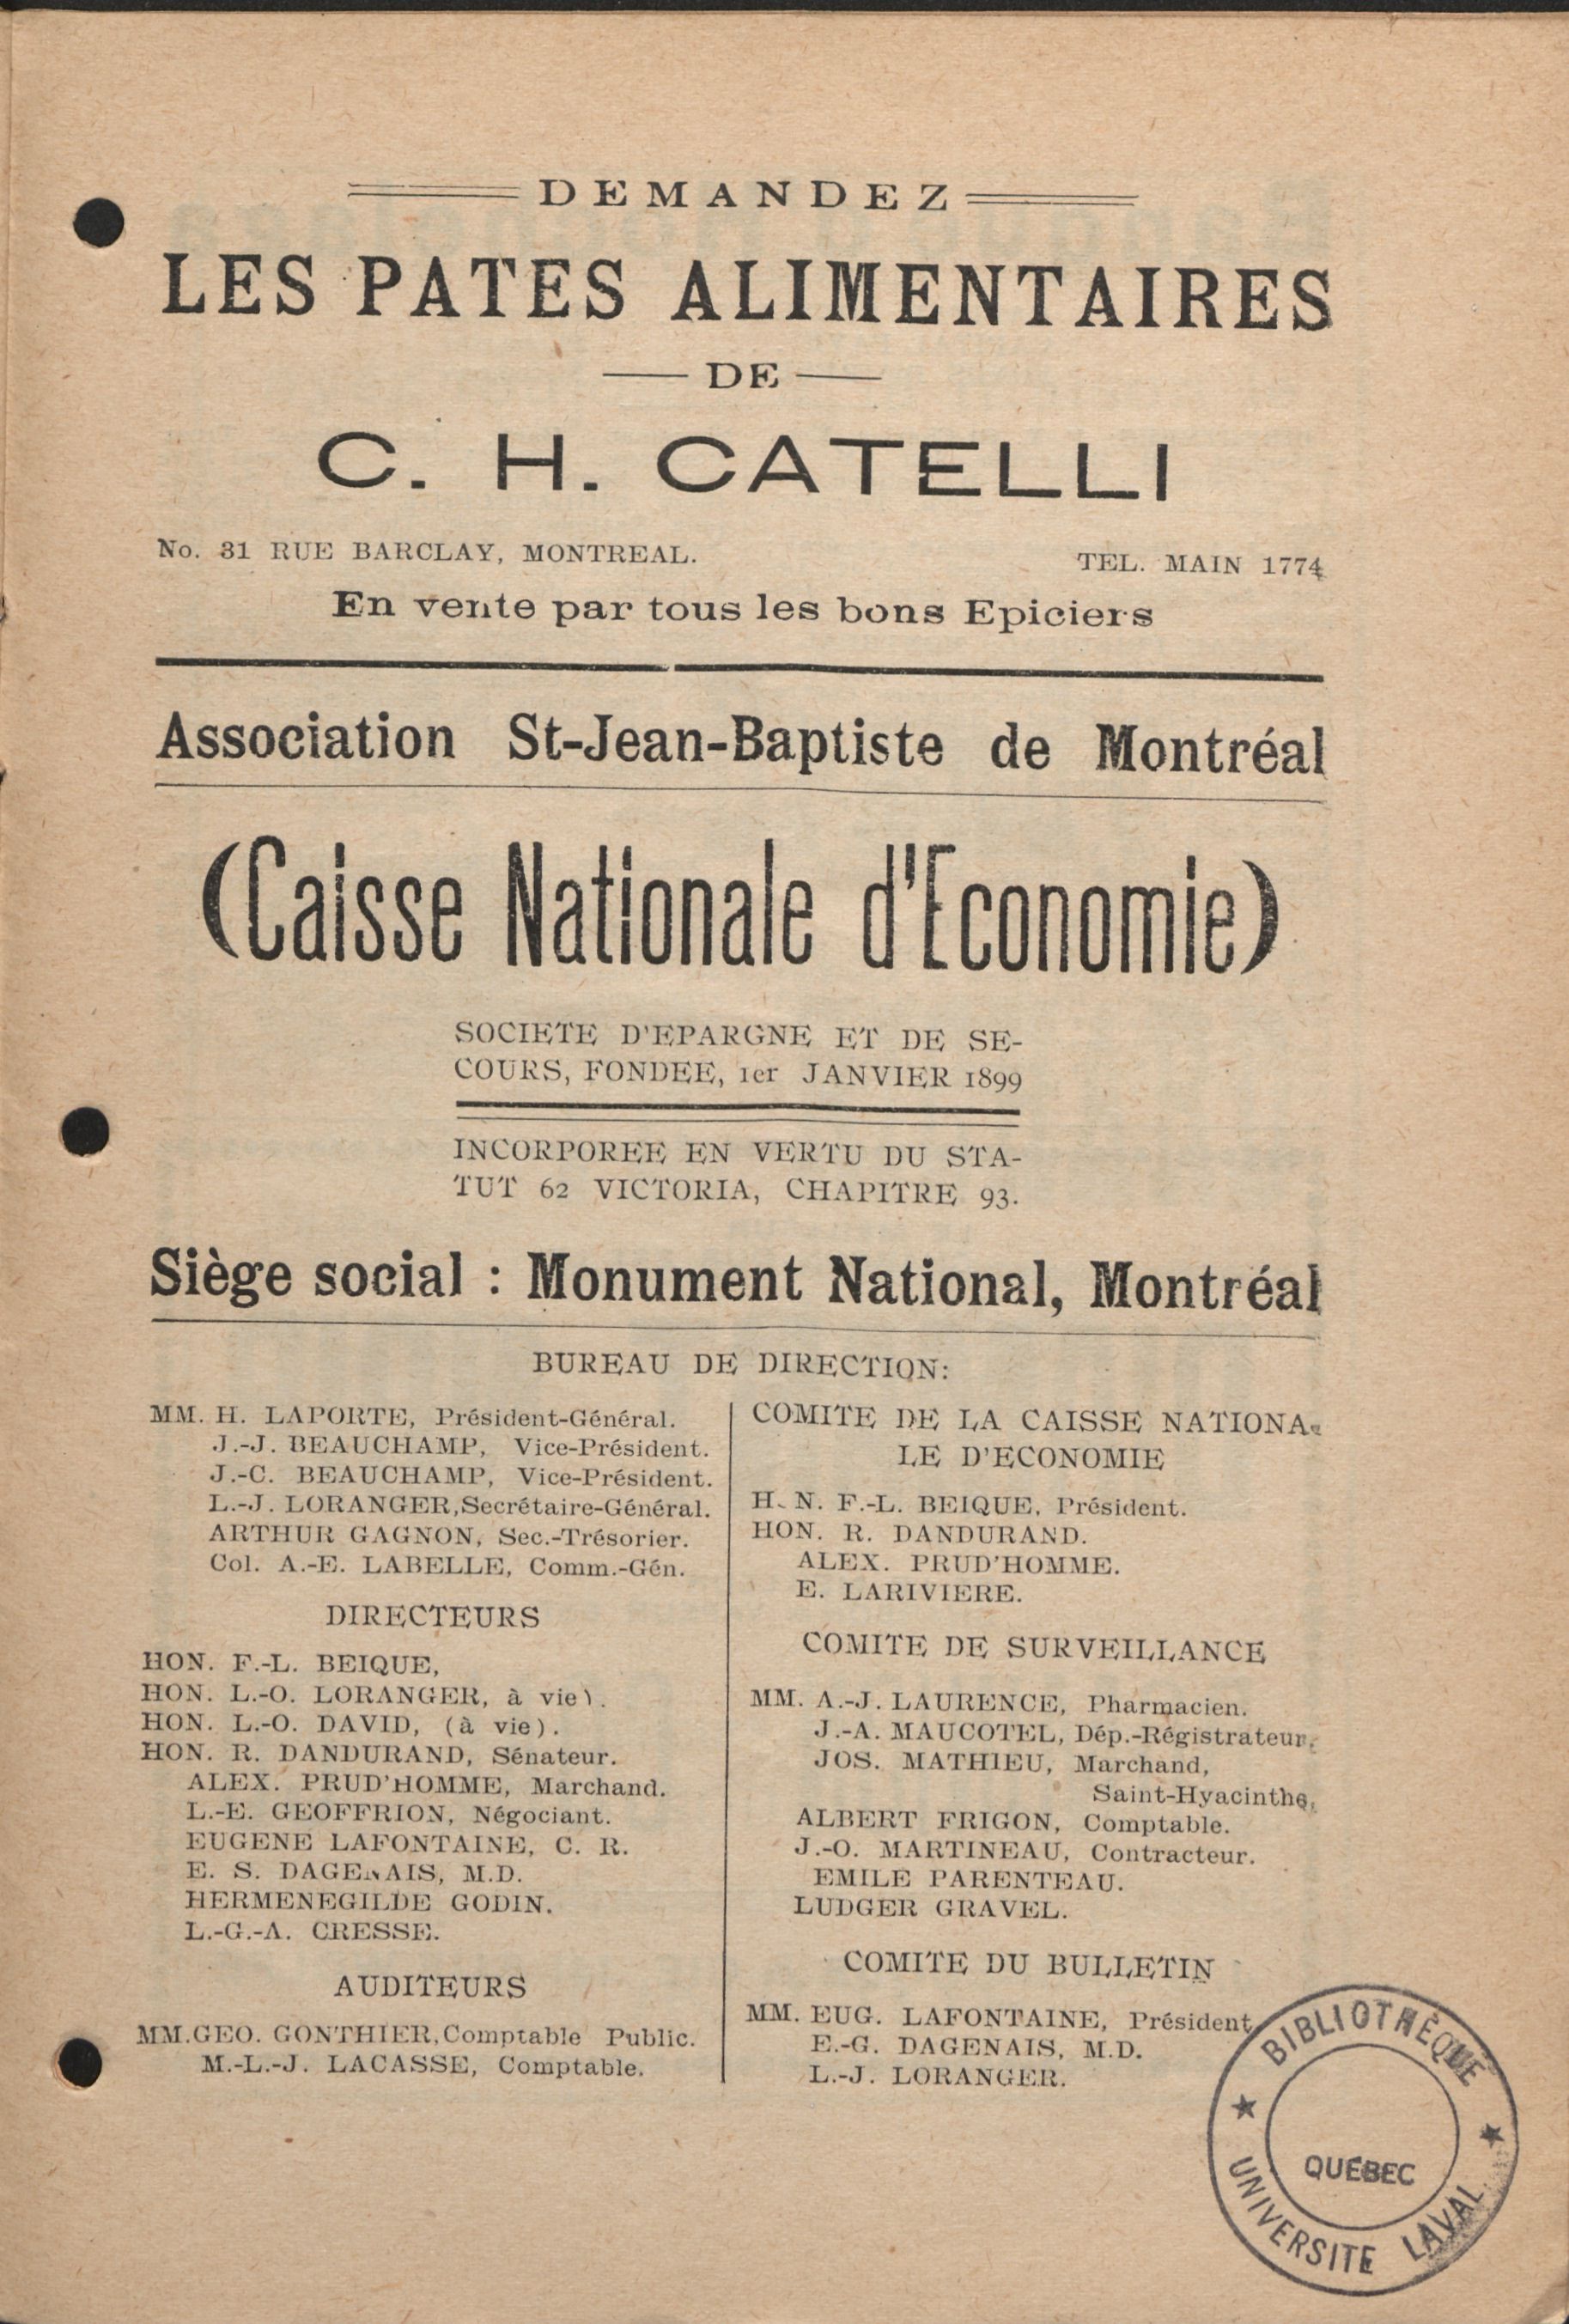 DEMANDEZ
LES PATES ALIMENTAIRES
DE
C. H. CATELLI
No. 31 RUE BARCLAY, MONTREAL. TEL. MAIN 1774
En vente par tous les bons Epiciers
Association St-Jean-Baptiste de Montréal
(Caisse Nationale d'Economie)
SOCIETE D'EPARGNE ET DE SE-
COURS, FONDEE, 1er JANVIER 1899
INCORPOREE EN VERTU DU STA-
TUT 62 VICTORIA, CHAPITRE 93.
Siège social : Monument National, Montréal
BUREAU DE DIRECTION:
MM. H. LAPORTE, Président-Général.
J.-J. BEAUCHAMP, Vice-Président.
J.-C. BEAUCHAMP, Vice-Président.
L.-J. LORANGER, Secrétaire-Général.
ARTHUR GAGNON, Sec.-Trésorier.
Col. A.-E. LABELLE, Comm.-Gén.
DIRECTEURS
HON. F.-L. BEIQUE,
HON. L.-O. LORANGER, à vie).
HON. L.-O. DAVID, (à vie).
HON. R. DANDURAND, Sénateur.
ALEX. PRUD'HOMME, Marchand.
L.-E. GEOFFRION, Négociant.
EUGENE LAFONTAINE, C. R.
E. S. DAGENAIS, M.D.
HERMENEGILDE GODIN.
L.-G.-A. CRESSE.
AUDITEURS
MM. GEO. GONTHIER, Comptable Public.
M.-L.-J. LACASSE, Comptable.
COMITE DE LA CAISSE NATIONA-
LE D'ECONOMIE
H. N. F.-L. BEIQUE, Président.
HON. R. DANDURAND.
ALEX. PRUD'HOMME.
E. LARIVIERE.
COMITE DE SURVEILLANCE
MM. A.-J. LAURENCE, Pharmacien.
J.-A. MAUCOTEL, Dép.-Régistrateur.
JOS. MATHIEU, Marchand,
Saint-Hyacinthe.
ALBERT FRIGON, Comptable.
J.-O. MARTINEAU, Contracteur.
EMILE PARENTEAU.
LUDGER GRAVEL.
COMITE DU BULLETIN
MM. EUG. LAFONTAINE, Président
E.-G. DAGENAIS, M.D.
L.-J. LORANGER.
BIBLIOTHÈQUE
QUÉBEC
UNIVERSITE LAVAL